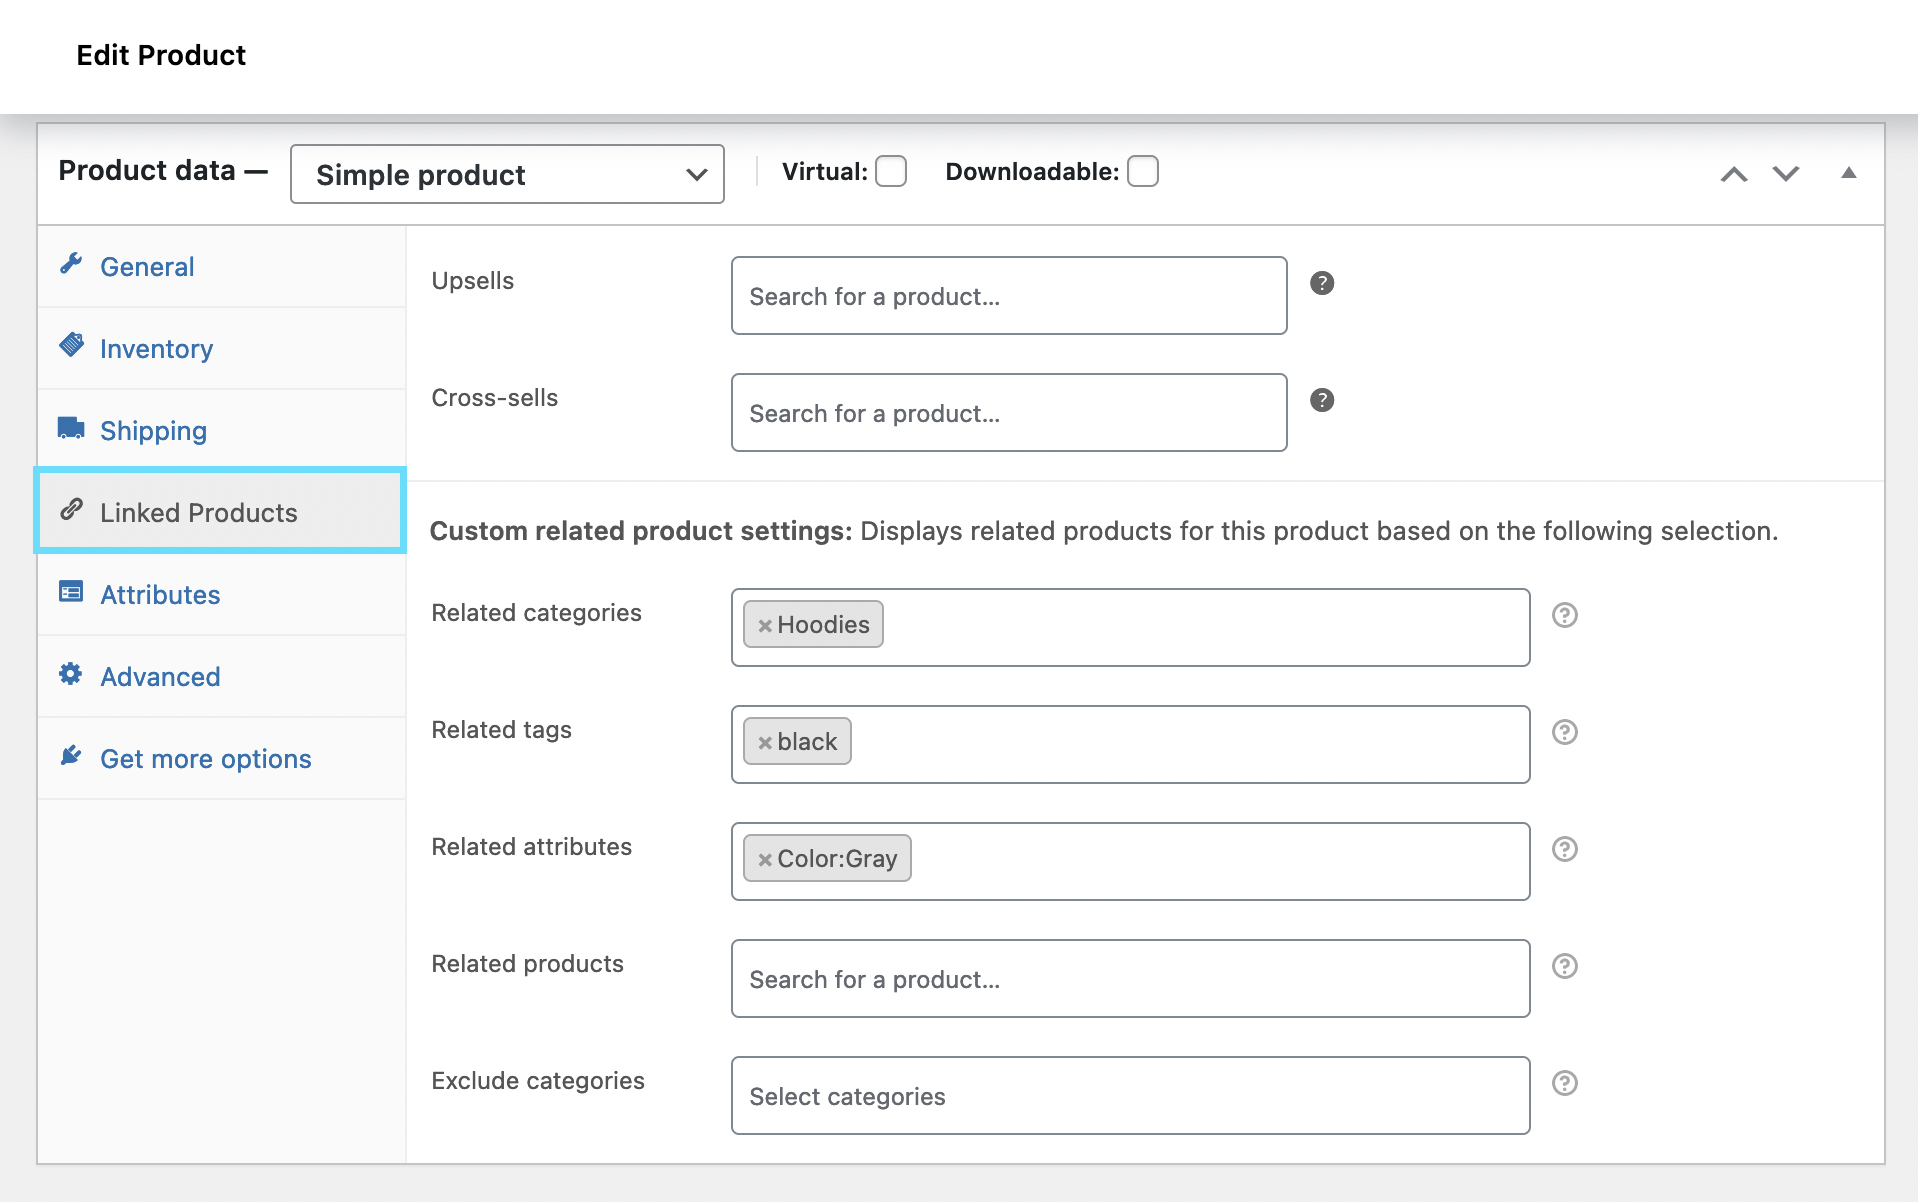 Edit Product
Product data —
Simple product
Virtual:
Downloadable:
General
Inventory
Shipping
Linked Products
Attributes
Advanced
Get more options
Upsells
Search for a product…
?
Cross-sells
Search for a product…
?
Custom related product settings: Displays related products for this product based on the following selection.
Related categories
×Hoodies
?
Related tags
×black
?
Related attributes
×Color:Gray
?
Related products
Search for a product…
?
Exclude categories
Select categories
?